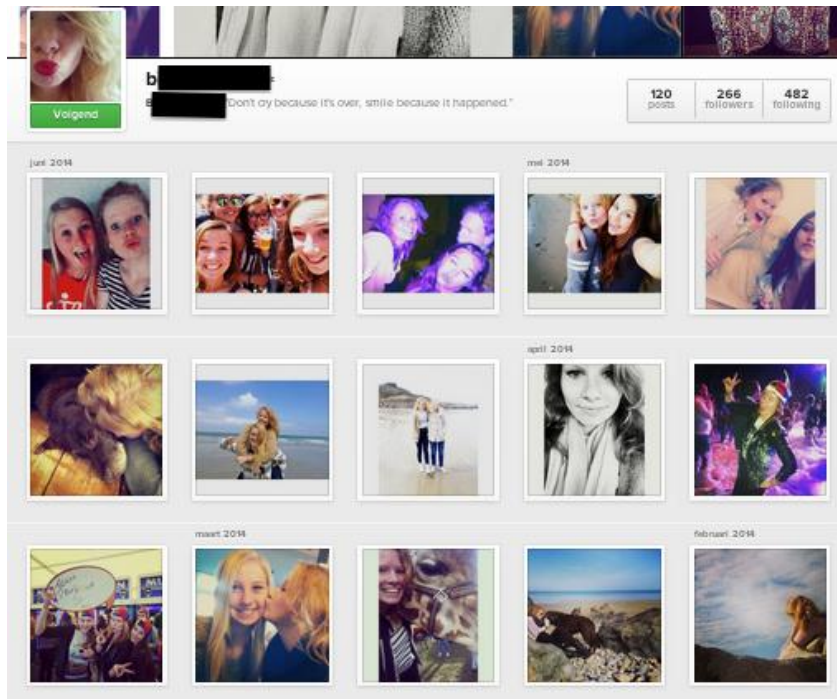 b
120 266 482
posts followers following
B "Don't cry because it's over, smile because it happened."
Volgend
juni 2014 mei 2014
april 2014
maart 2014 februari 2014